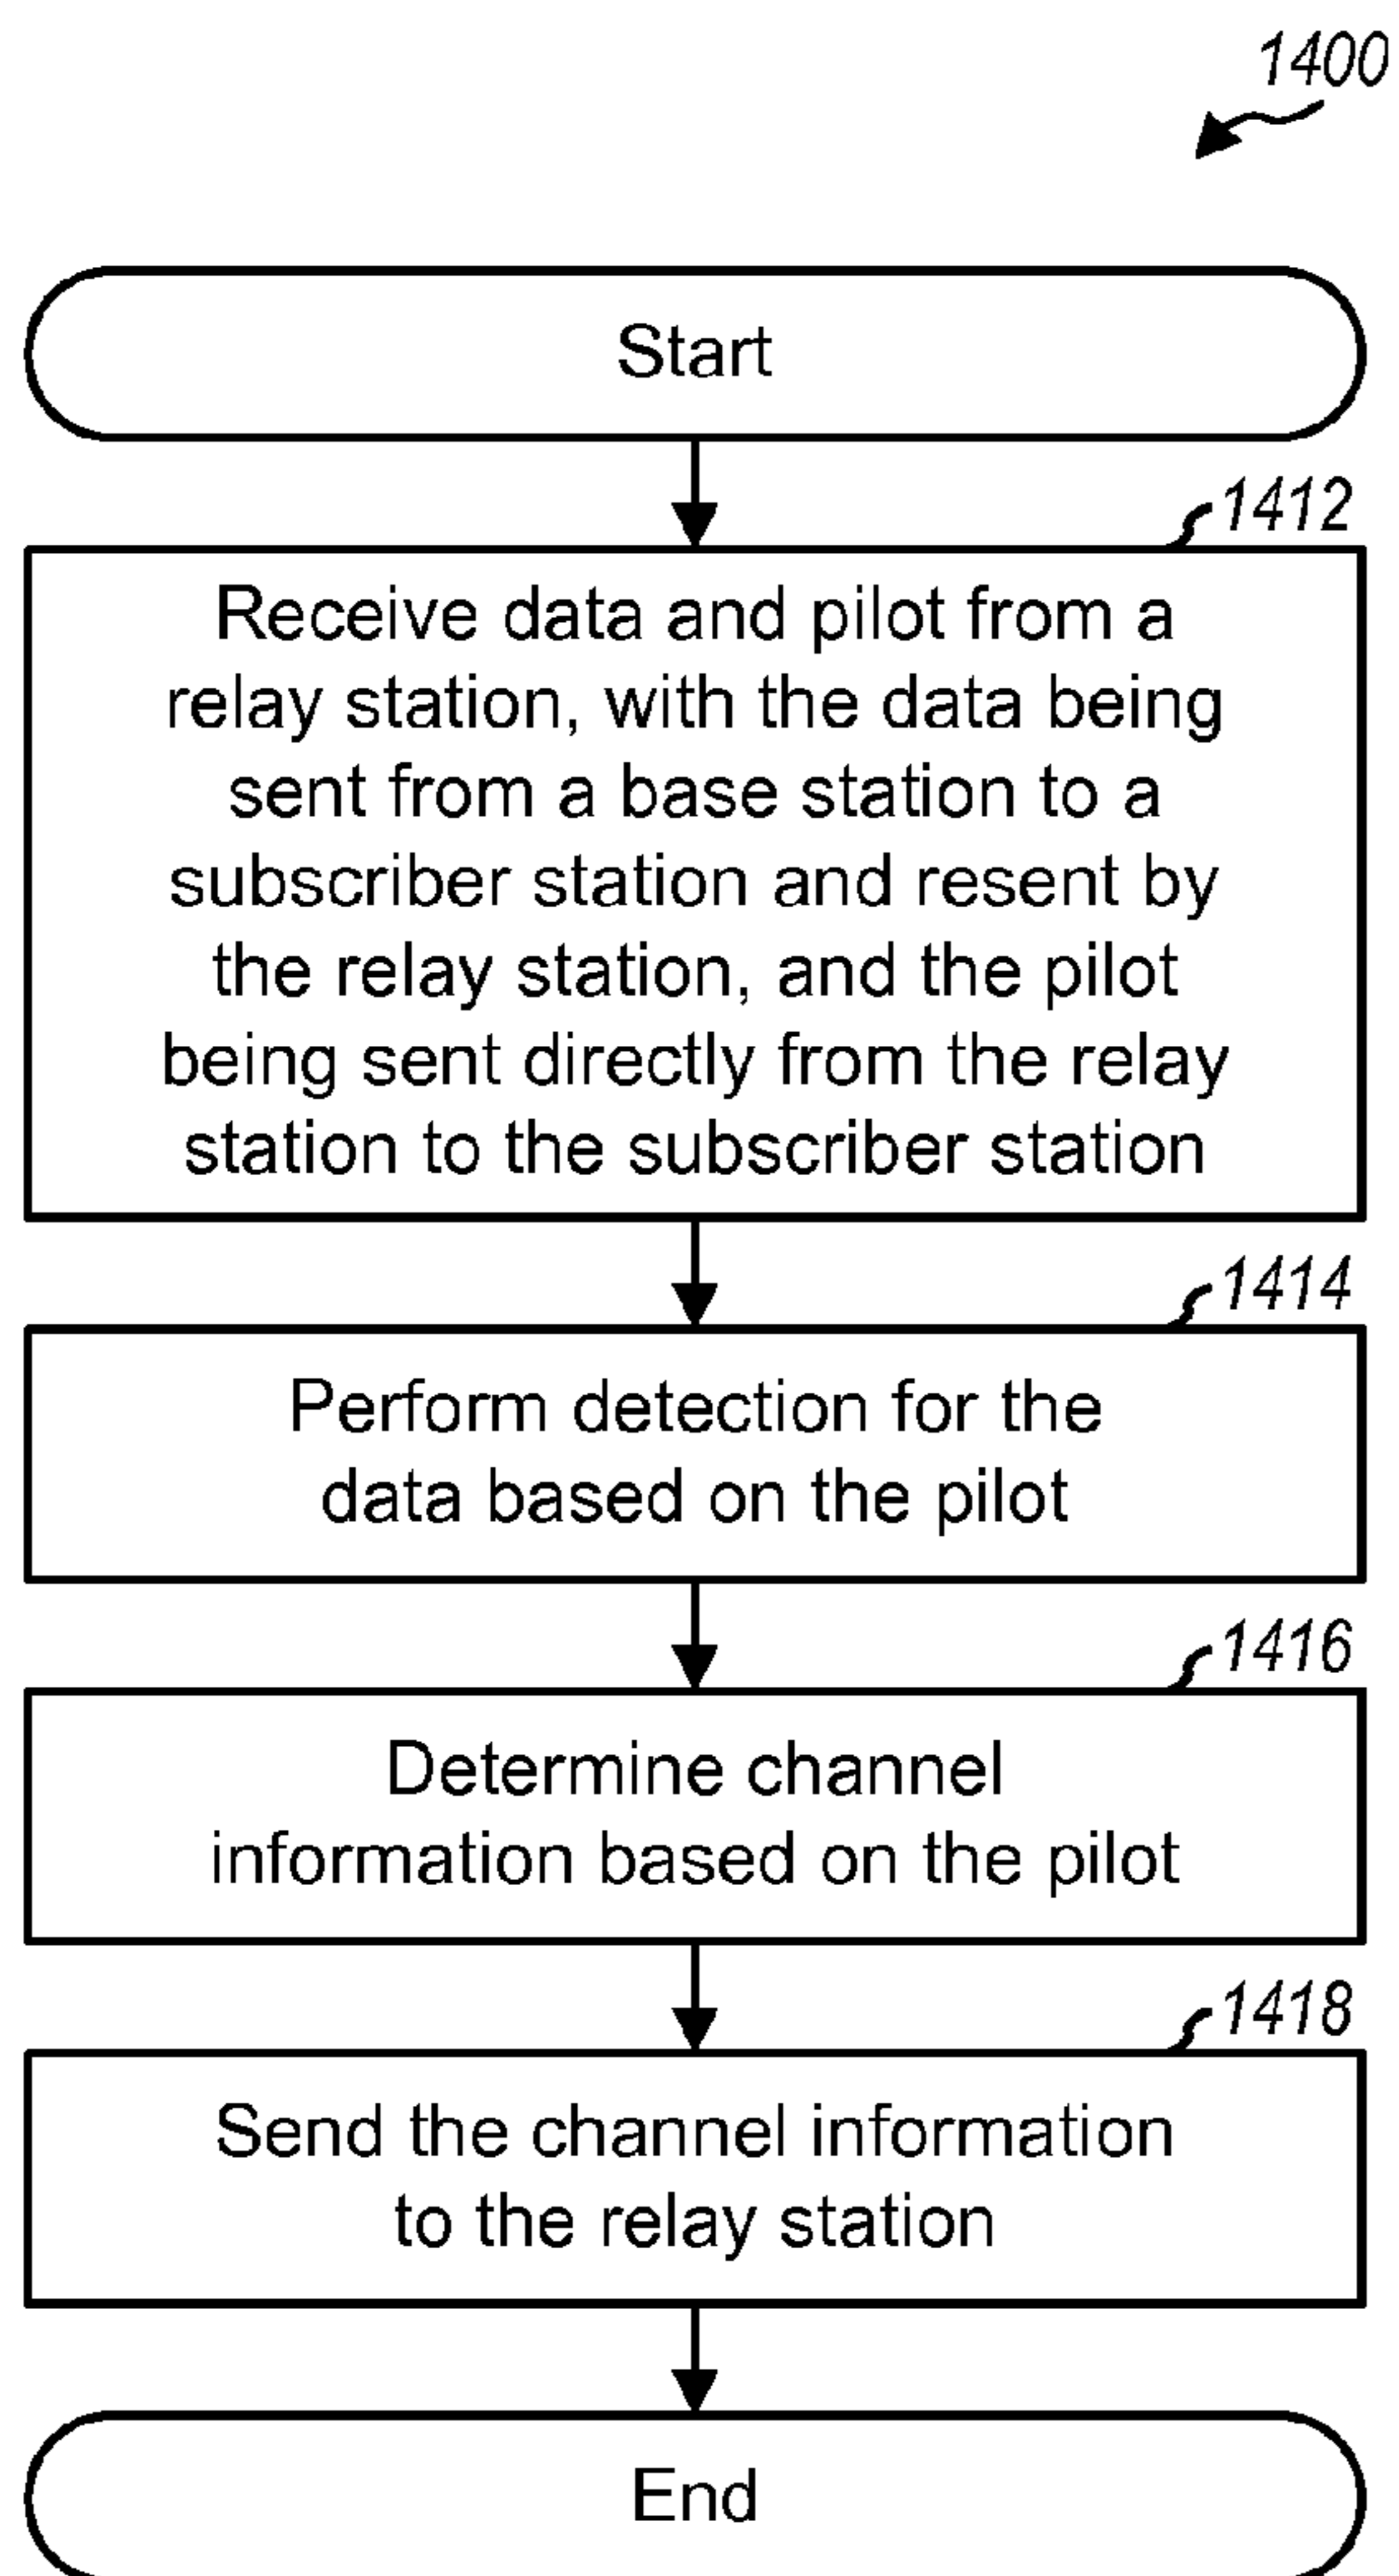 1400
Start
1412
Receive data and pilot from a
relay station, with the data being
sent from a base station to a
subscriber station and resent by
the relay station, and the pilot
being sent directly from the relay
station to the subscriber station
1414
Perform detection for the
data based on the pilot
1416
Determine channel
information based on the pilot
1418
Send the channel information
to the relay station
End